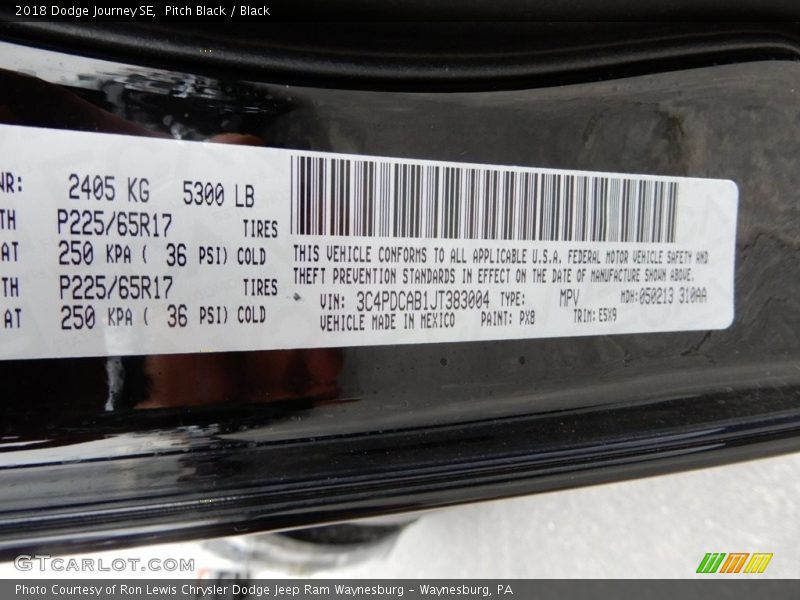 2018 Dodge Journey SE, Pitch Black / Black
WR: 2405 KG 5300 LB
TH P225/65R17 TIRES
AT 250 KPA ( 36 PSI) COLD
TH P225/65R17 TIRES
AT 250 KPA ( 36 PSI) COLD
THIS VEHICLE CONFORMS TO ALL APPLICABLE U.S.A. FEDERAL MOTOR VEHICLE SAFETY AND
THEFT PREVENTION STANDARDS IN EFFECT ON THE DATE OF MANUFACTURE SHOWN ABOVE.
VIN: 3C4PDCAB1JT383004 TYPE: MPV MDH: 050213 310AA
VEHICLE MADE IN MEXICO PAINT: PX8 TRIM: E5X9
GTCARLOT.COM
Photo Courtesy of Ron Lewis Chrysler Dodge Jeep Ram Waynesburg - Waynesburg, PA